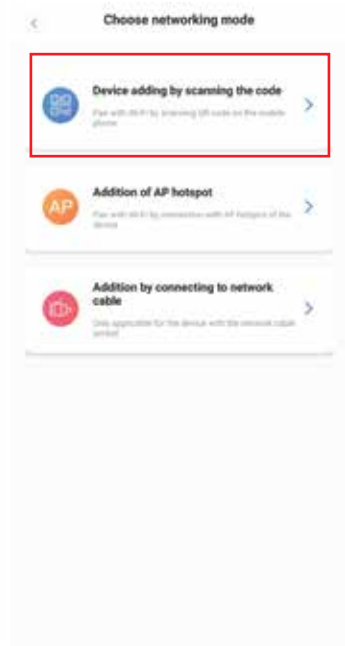 Choose networking mode
Device adding by scanning the code
Pair with Wi-Fi by scanning QR code on the mobile
phone
AP
Addition of AP hotspot
Pair with Wi-Fi by connection with AP hotspot of the
device
Addition by connecting to network
cable
Only applicable for the device with the network cable
socket